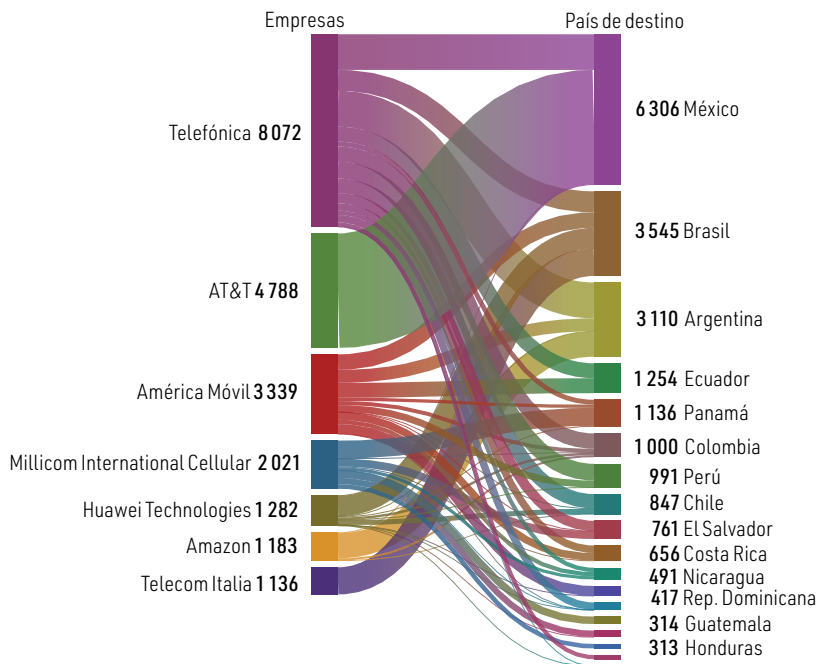 Empresas
País de destino
Telefónica 8 072
AT&T 4 788
América Móvil 3 339
Millicom International Cellular 2 021
Huawei Technologies 1 282
Amazon 1 183
Telecom Italia 1 136
6 306 México
3 545 Brasil
3 110 Argentina
1 254 Ecuador
1 136 Panamá
1 000 Colombia
991 Perú
847 Chile
761 El Salvador
656 Costa Rica
491 Nicaragua
417 Rep. Dominicana
314 Guatemala
313 Honduras